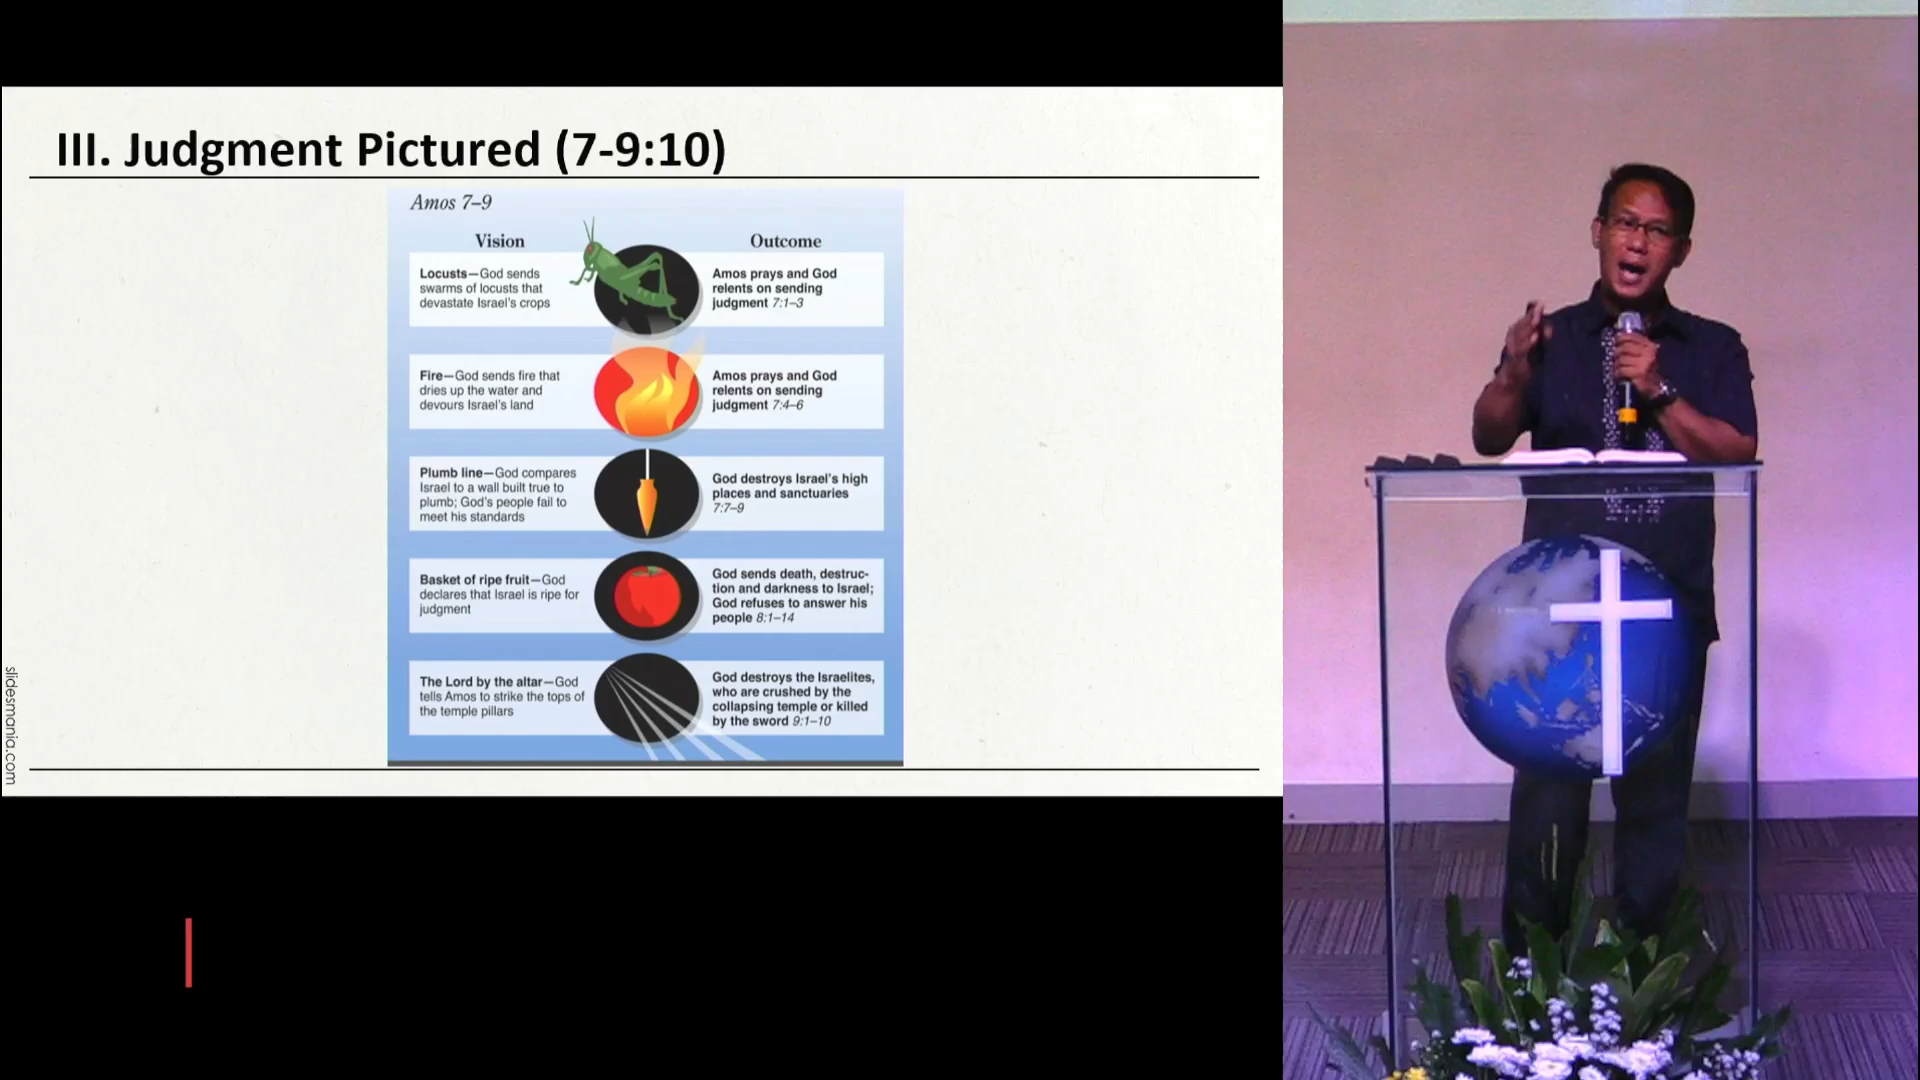 III. Judgment Pictured (7-9:10)
Amos 7–9
Vision
Outcome
Locusts—God sends
swarms of locusts that
devastate Israel's crops
Amos prays and God
relents on sending
judgment 7:1–3
Fire—God sends fire that
dries up the water and
devours Israel's land
Amos prays and God
relents on sending
judgment 7:4–6
Plumb line—God compares
Israel to a wall built true to
plumb; God's people fail to
meet his standards
God destroys Israel's high
places and sanctuaries
7:7–9
Basket of ripe fruit—God
declares that Israel is ripe for
judgment
God sends death, destruc-
tion and darkness to Israel;
God refuses to answer his
people 8:1–14
The Lord by the altar—God
tells Amos to strike the tops of
the temple pillars
God destroys the Israelites,
who are crushed by the
collapsing temple or killed
by the sword 9:1–10
slidesmania.com